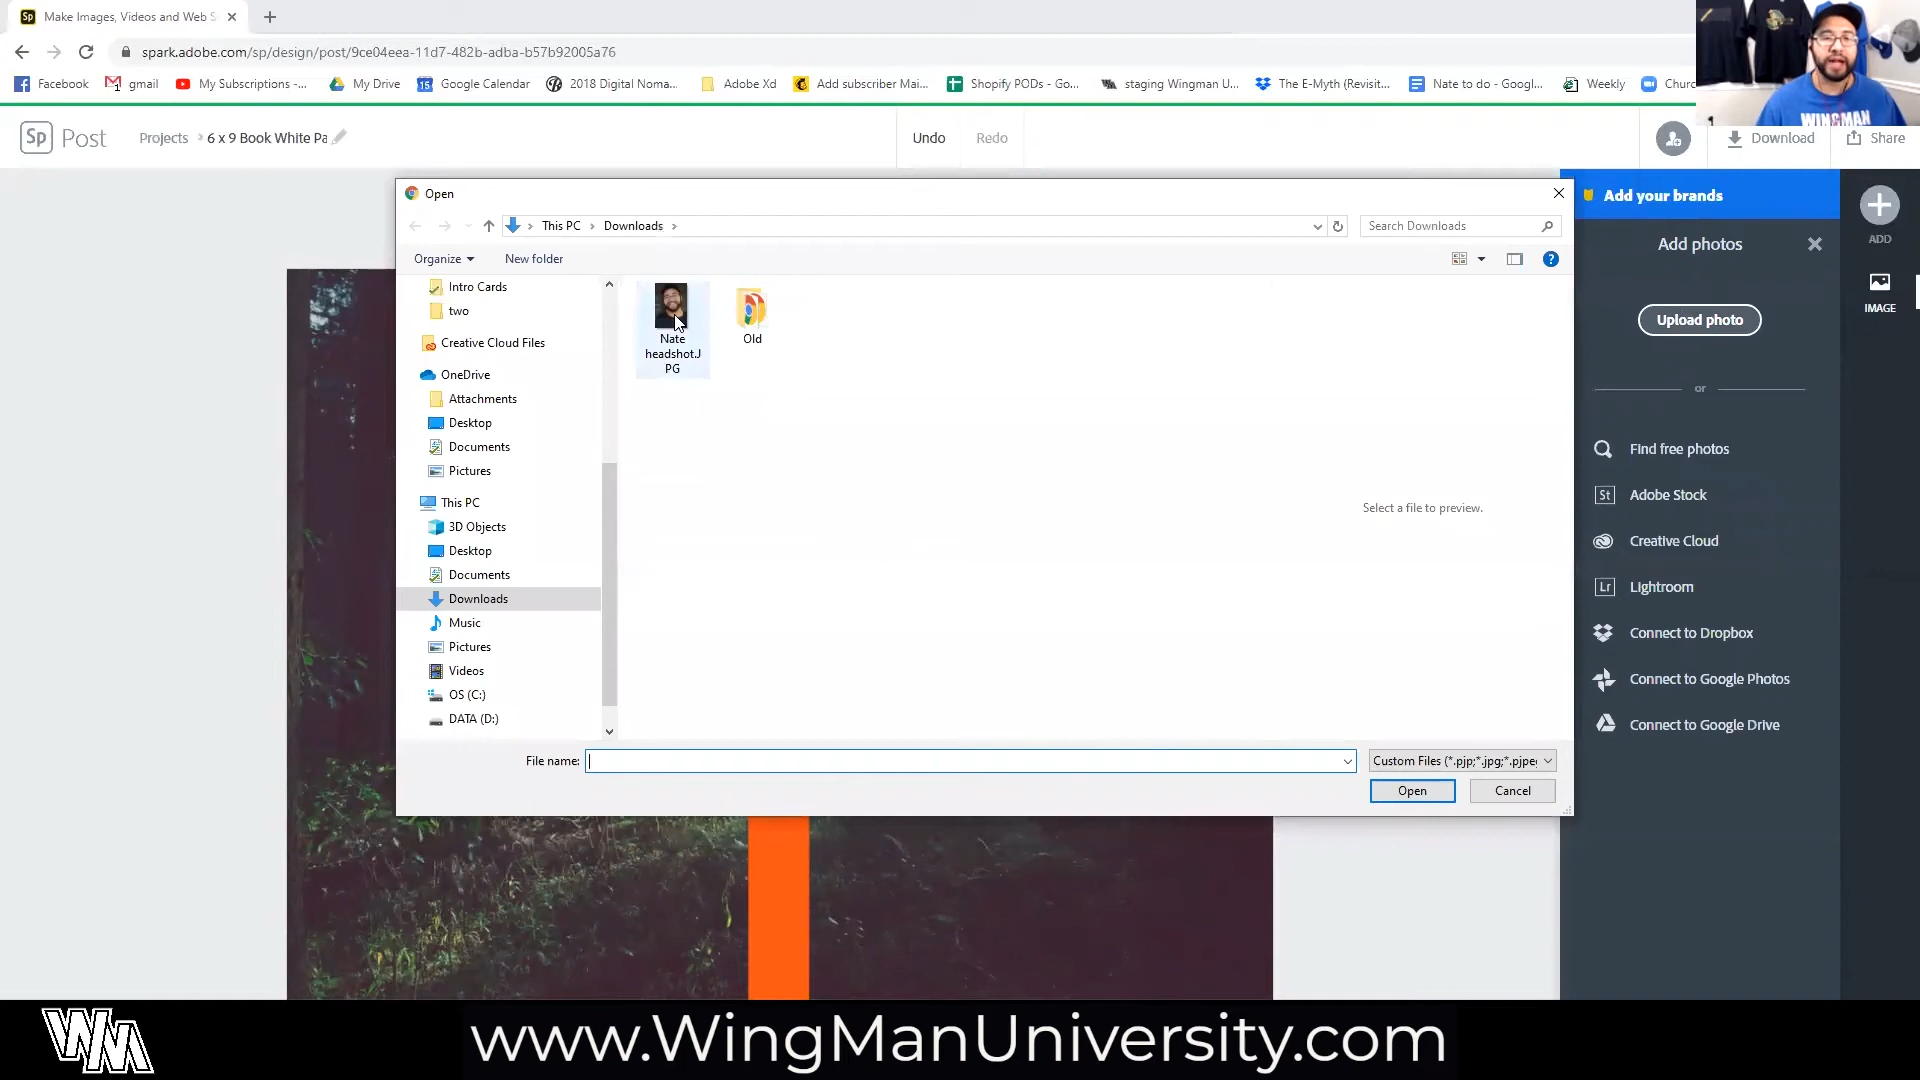 Sp Make Images, Videos and Web S
spark.adobe.com/sp/design/post/9ce04eea-11d7-482b-adba-b57b92005a76
Facebook gmail My Subscriptions -... My Drive 15 Google Calendar 2018 Digital Noma... Adobe Xd Add subscriber Mai... Shopify PODs - Go... staging Wingman U... The E-Myth (Revisit... Nate to do - Googl... Weekly Churc
WINGMAN
Sp Post Projects 6 x 9 Book White Pa Undo Redo Download Share
Open
Add your brands
This PC Downloads Search Downloads
ADD
Add photos
Organize New folder
Intro Cards
two
IMAGE
Upload photo
Nate
headshot.J
PG
Old
Creative Cloud Files
OneDrive
or
Attachments
Desktop
Documents
Find free photos
Pictures
St Adobe Stock
This PC
Select a file to preview.
3D Objects
Creative Cloud
Desktop
Documents
Lr Lightroom
Downloads
Music
Connect to Dropbox
Pictures
Videos
Connect to Google Photos
OS (C:)
DATA (D:)
Connect to Google Drive
File name: Custom Files (*.pjp;*.jpg;*.pjpe
Open Cancel
WM www.WingManUniversity.com